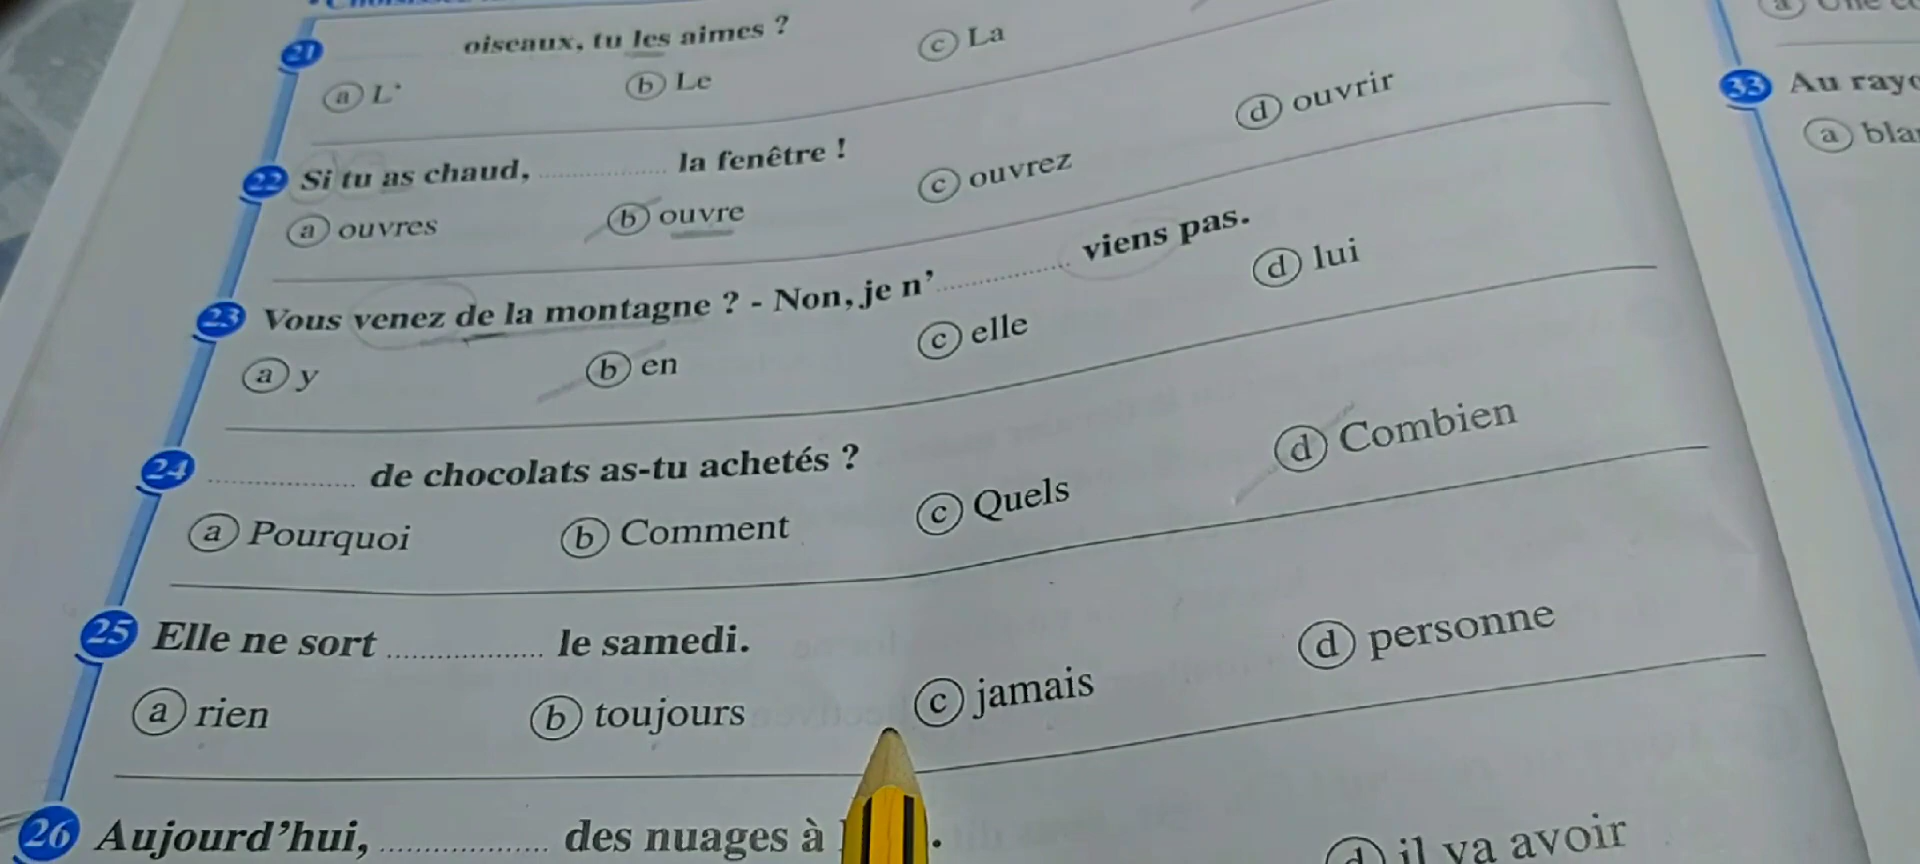 21 oiseaux, tu les aimes ?
a L' b Le c La
22 Si tu as chaud, .................. la fenêtre !
a ouvres b ouvre c ouvrez d ouvrir
23 Vous venez de la montagne ? - Non, je n' .................. viens pas.
a y b en c elle d lui
24 .................. de chocolats as-tu achetés ?
a Pourquoi b Comment c Quels d Combien
25 Elle ne sort .................. le samedi.
a rien b toujours c jamais d personne
26 Aujourd'hui, .................. des nuages à
d il va avoir
33 Au
a